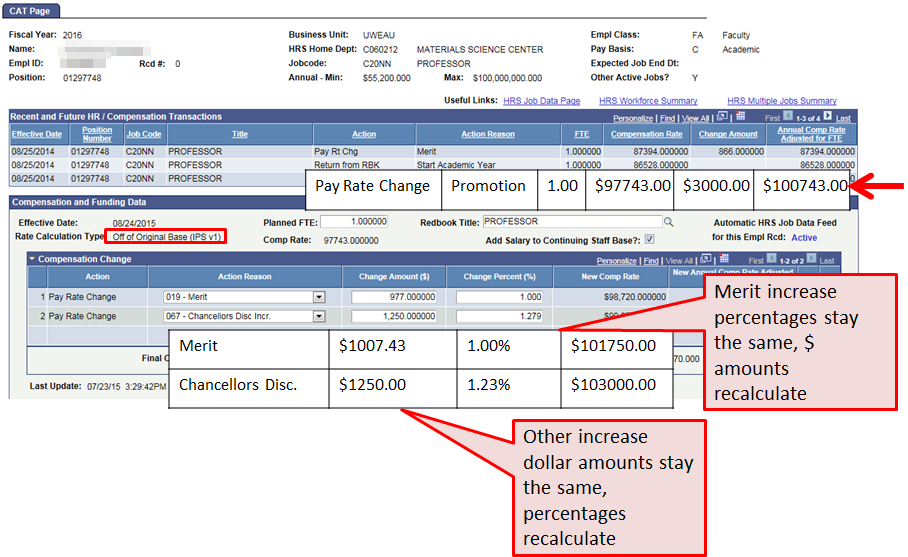 CAT Page
Fiscal Year: 2016 Business Unit: UWEAU Empl Class: FA Faculty
Name: HRS Home Dept: C060212 MATERIALS SCIENCE CENTER Pay Basis: C Academic
Empl ID: Rcd #: 0 Jobcode: C20NN PROFESSOR Expected Job End Dt:
Position: 01297748 Annual - Min: $55,200.000 Max: $100,000,000.000 Other Active Jobs? Y
Useful Links: HRS Job Data Page HRS Workforce Summary HRS Multiple Jobs Summary
Recent and Future HR / Compensation Transactions Personalize | Find | View All | First 1-3 of 4 Last
Effective Date Position Number Job Code Title Action Action Reason FTE Compensation Rate Change Amount Annual Comp Rate Adjusted for FTE
08/25/2014 01297748 C20NN PROFESSOR Pay Rt Chg Merit 1.000000 87394.000000 866.000000 87394.000000
08/25/2014 01297748 C20NN PROFESSOR Return from RBK Start Academic Year 1.000000 86528.000000 86528.000000
08/25/2014 01297748 C20NN PROFESSOR
Pay Rate Change Promotion 1.00 $97743.00 $3000.00 $100743.00
Compensation and Funding Data
Effective Date: 08/24/2015 Planned FTE: 1.000000 Redbook Title: PROFESSOR Automatic HRS Job Data Feed
Rate Calculation Type Off of Original Base (IPS v1) Comp Rate: 97743.000000 Add Salary to Continuing Staff Base?: for this Empl Rcd: Active
Compensation Change Personalize | Find | View All | First 1-2 of 2 Last
Action Action Reason Change Amount ($) Change Percent (%) New Comp Rate New Annual Comp Rate Adjusted
1 Pay Rate Change 019 - Merit 977.000000 1.000 $98,720.000000
2 Pay Rate Change 067 - Chancellors Disc Incr. 1,250.000000 1.279
Merit $1007.43 1.00% $101750.00
Final 70.000
Chancellors Disc. $1250.00 1.23% $103000.00
Last Update: 07/23/15 3:29:42PM
Merit increase
percentages stay
the same, $
amounts
recalculate
Other increase
dollar amounts stay
the same,
percentages
recalculate